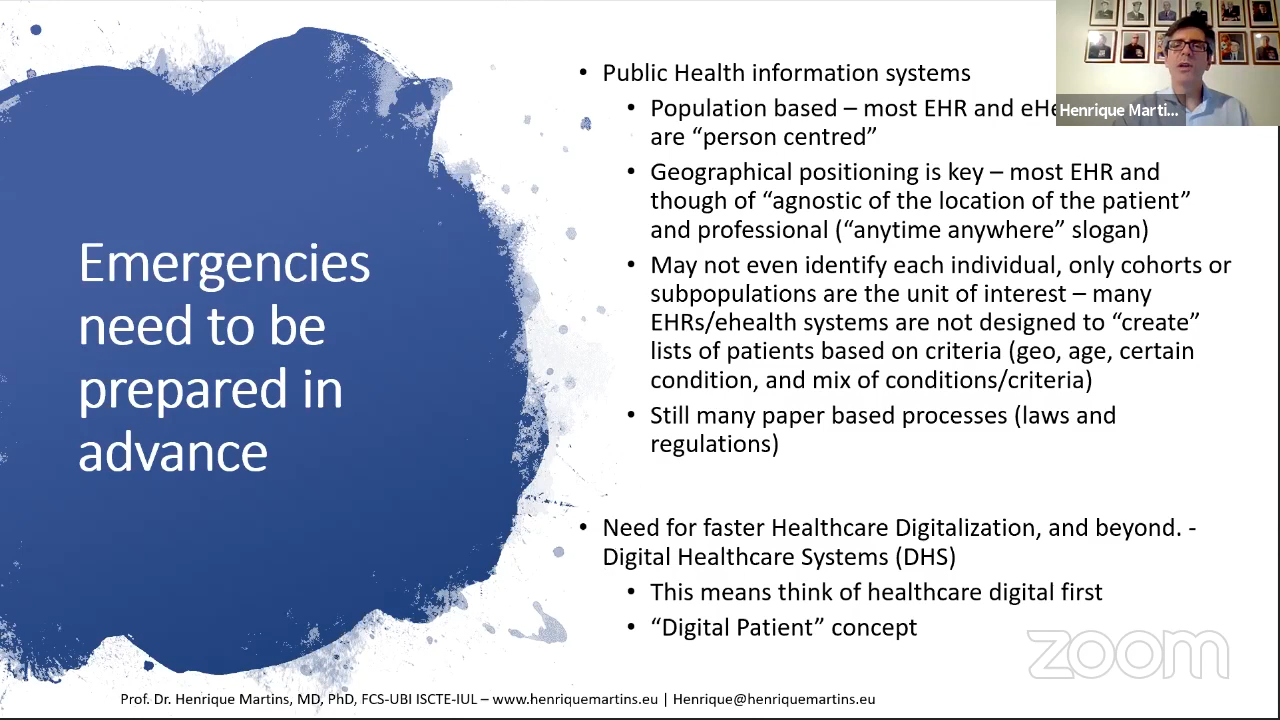 Emergencies
need to be
prepared in
advance
• Public Health information systems
• Population based – most EHR and eHe
are “person centred”
• Geographical positioning is key – most EHR and
though of “agnostic of the location of the patient”
and professional (“anytime anywhere” slogan)
• May not even identify each individual, only cohorts or
subpopulations are the unit of interest – many
EHRs/ehealth systems are not designed to “create”
lists of patients based on criteria (geo, age, certain
condition, and mix of conditions/criteria)
• Still many paper based processes (laws and
regulations)
• Need for faster Healthcare Digitalization, and beyond. -
Digital Healthcare Systems (DHS)
• This means think of healthcare digital first
• “Digital Patient” concept
Henrique Marti...
zoom
Prof. Dr. Henrique Martins, MD, PhD, FCS-UBI ISCTE-IUL – www.henriquemartins.eu | Henrique@henriquemartins.eu